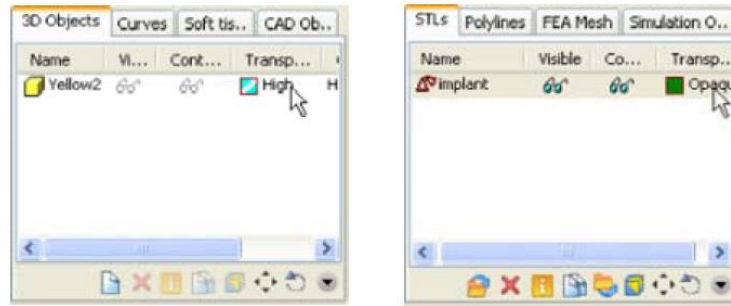 3D Objects Curves Soft tis.. CAD Ob..
Name Vi... Cont... Transp...
Yellow2 High H
STLs Polylines FEA Mesh Simulation O..
Name Visible Co... Transp..
implant Opaqu